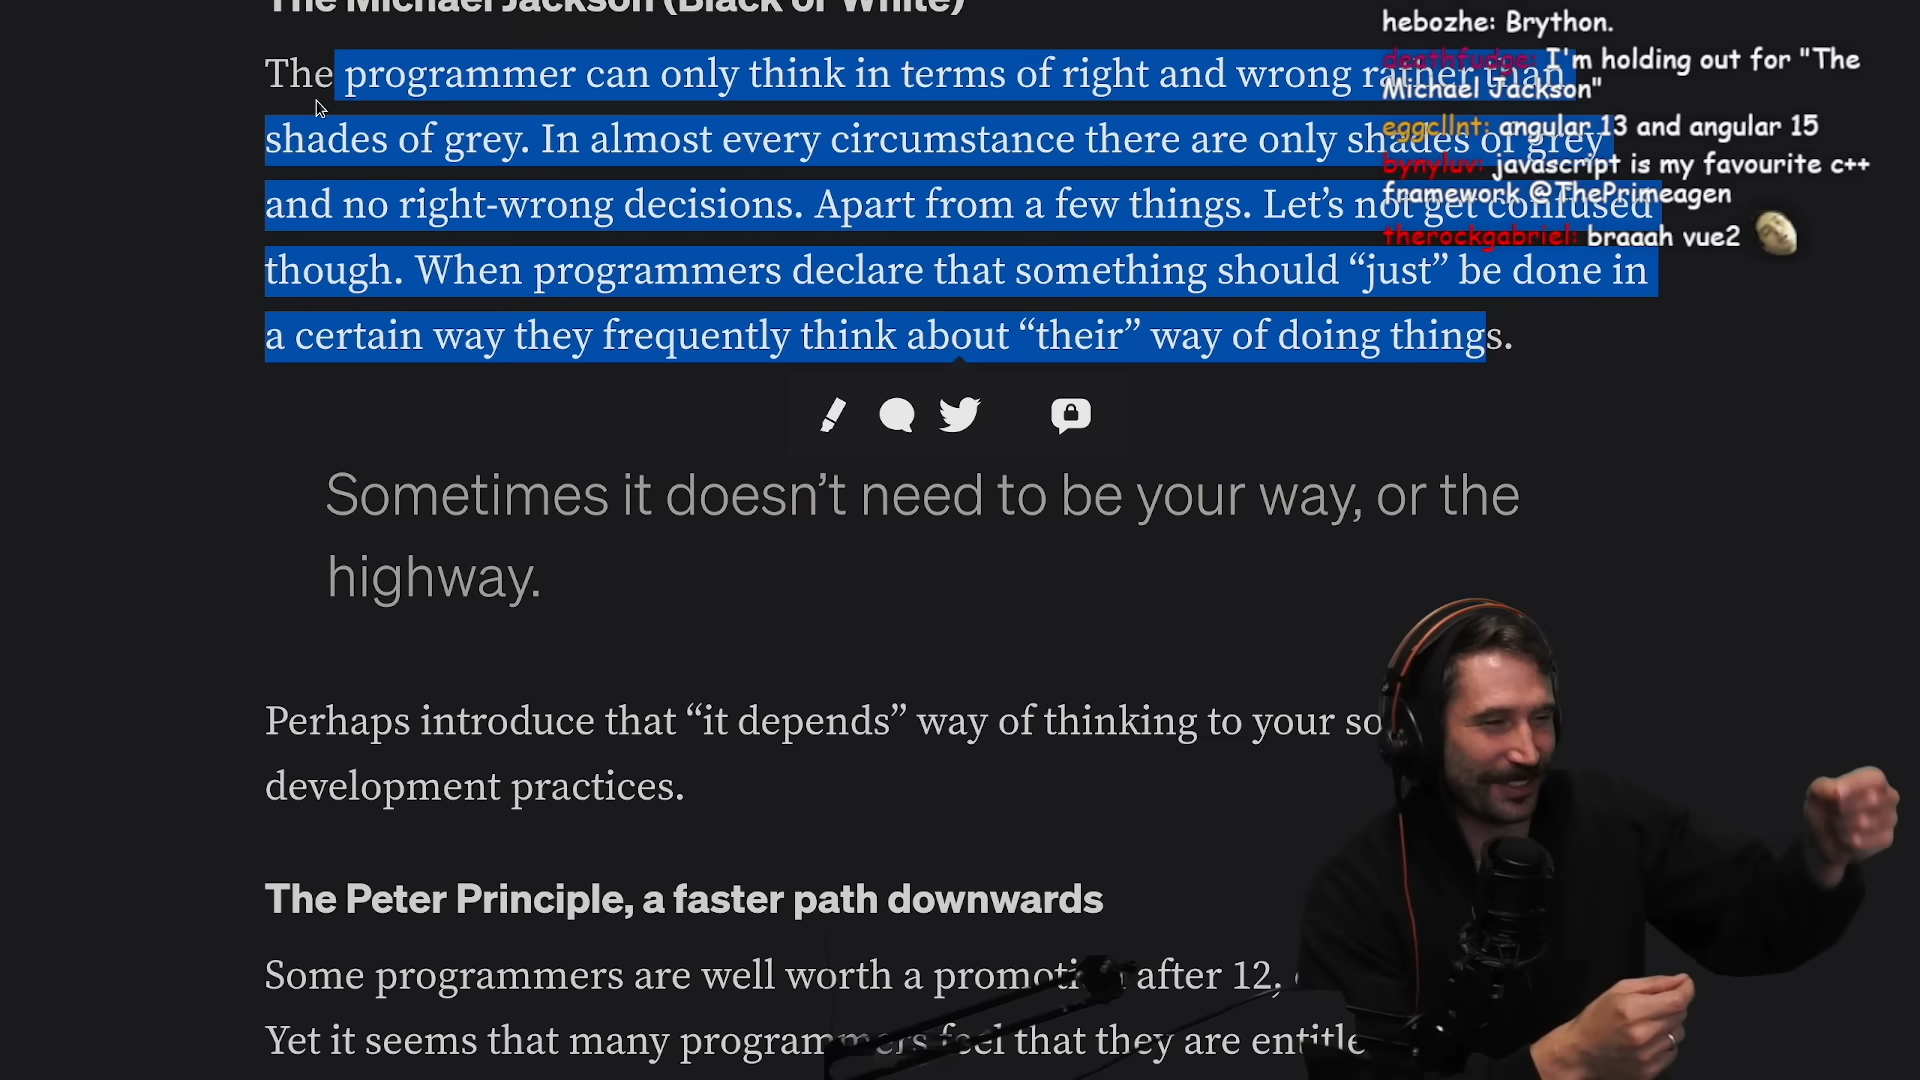 The Michael Jackson (Black or White)
The programmer can only think in terms of right and wrong rather than
shades of grey. In almost every circumstance there are only shades of grey
and no right-wrong decisions. Apart from a few things. Let’s not get confused
though. When programmers declare that something should “just” be done in
a certain way they frequently think about “their” way of doing things.
Sometimes it doesn’t need to be your way, or the
highway.
Perhaps introduce that “it depends” way of thinking to your so
development practices.
The Peter Principle, a faster path downwards
Some programmers are well worth a promotion after 12,
Yet it seems that many programmers feel that they are entitle
hebozhe: Brython.
deathfudge: I'm holding out for "The
Michael Jackson"
eggcllnt: angular 13 and angular 15
bynyluv: javascript is my favourite c++
framework @ThePrimeagen
therockgabriel: braaah vue2